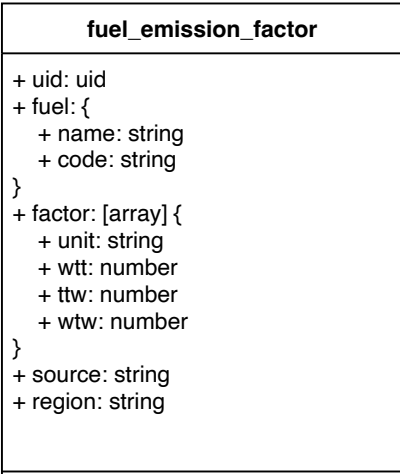 fuel_emission_factor
+ uid: uid
+ fuel: {
+ name: string
+ code: string
}
+ factor: [array] {
+ unit: string
+ wtt: number
+ ttw: number
+ wtw: number
}
+ source: string
+ region: string